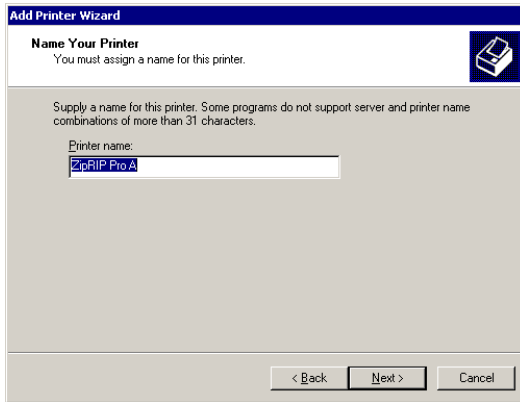 Add Printer Wizard
Name Your Printer
You must assign a name for this printer.
Supply a name for this printer. Some programs do not support server and printer name
combinations of more than 31 characters.
Printer name:
ZipRIP Pro A
< Back Next > Cancel